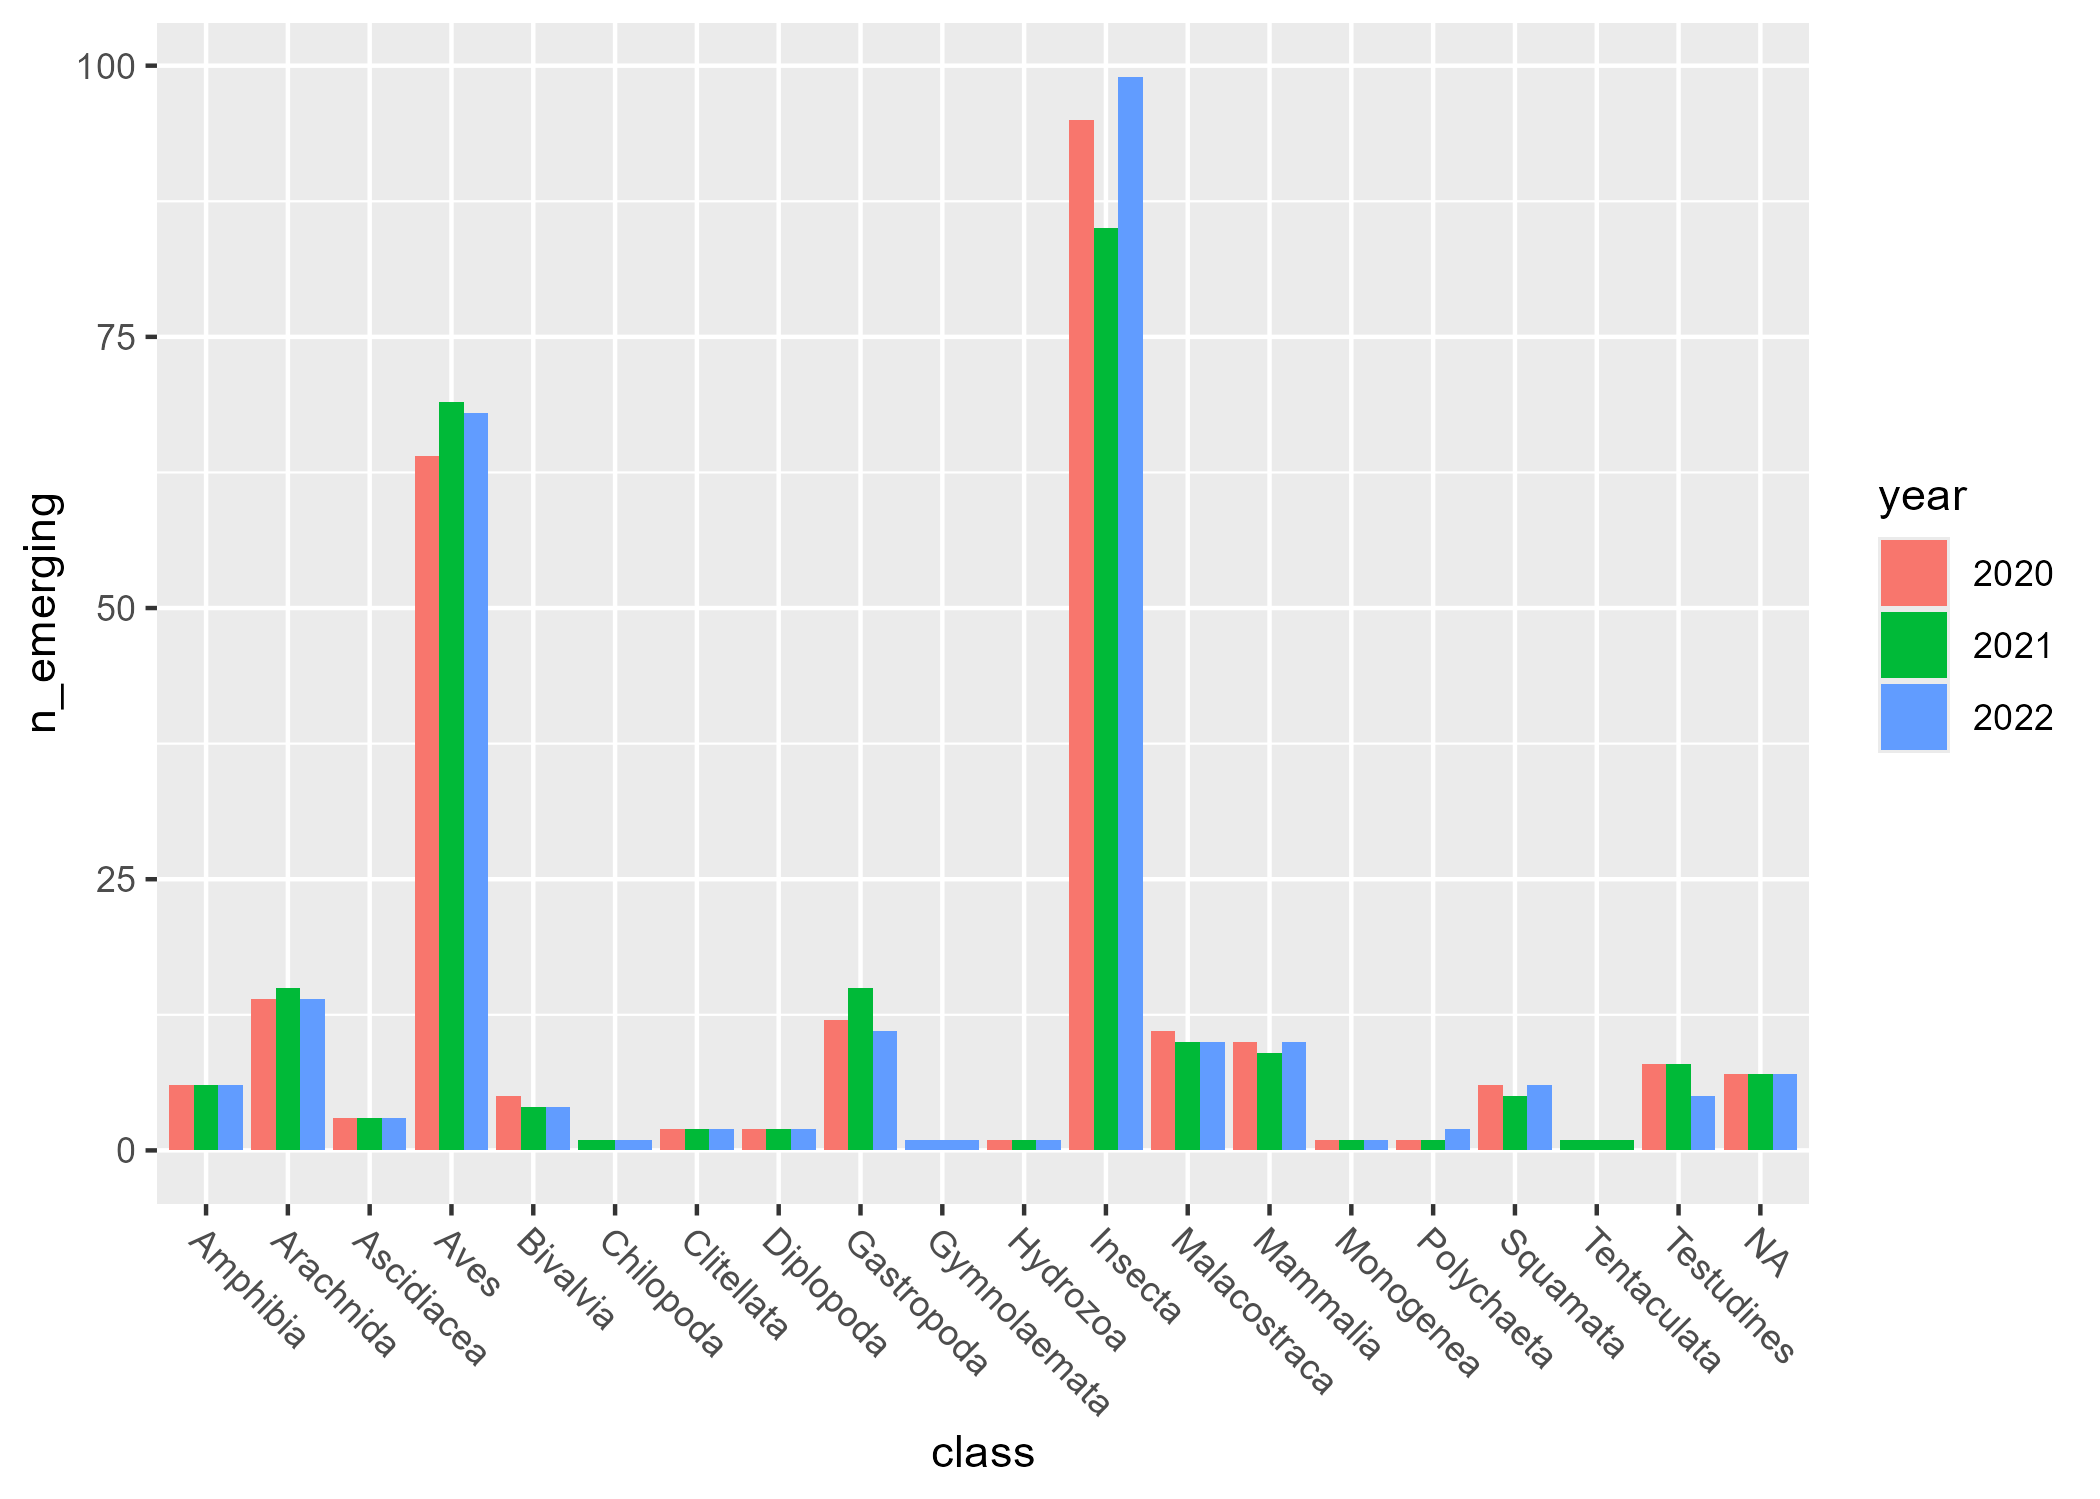 100
75
50
25
0
n_emerging
Amphibia
Arachnida
Ascidiacea
Aves
Bivalvia
Chilopoda
Clitellata
Diplopoda
Gastropoda
Gymnolaemata
Hydrozoa
Insecta
Malacostraca
Mammalia
Monogenea
Polychaeta
Squamata
Tentaculata
Testudines
NA
class
year
2020
2021
2022